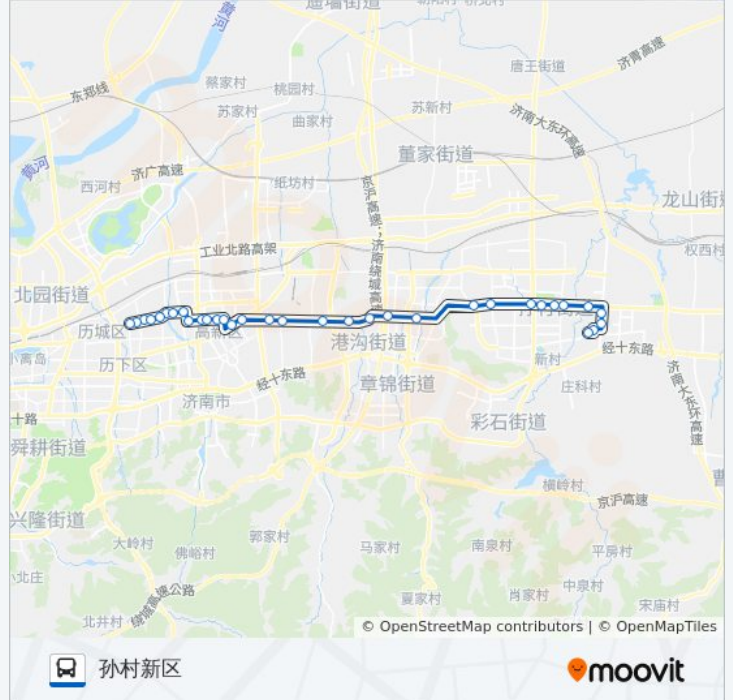 遥墙街道
黄河
济青高速
唐王街道
蔡家村
桃园村
东郑线
苏家村
苏新村
济南大东环高速
曲家村
董家街道
黄河
济广高速
纸坊村
西河村
京沪高速;济南绕城高速
龙山街
工业北路高架
权西村
北园街道
历城区
高新区
港沟街道
经十东路
小高岛
历下区
新村
经十东路
章锦街道
庄科村
济南市
济南大东环高速
十路
彩石街道
舜耕街道
横岭村
京沪高速
兴隆街道
大岭村
佛峪村
郭家村
马家村
南泉村
平房村
小北庄
绕城高速公路
夏家村
肖家村
中泉村
宋庙村
北井村
© OpenStreetMap contributors | © OpenMapTiles
孙村新区
moovit